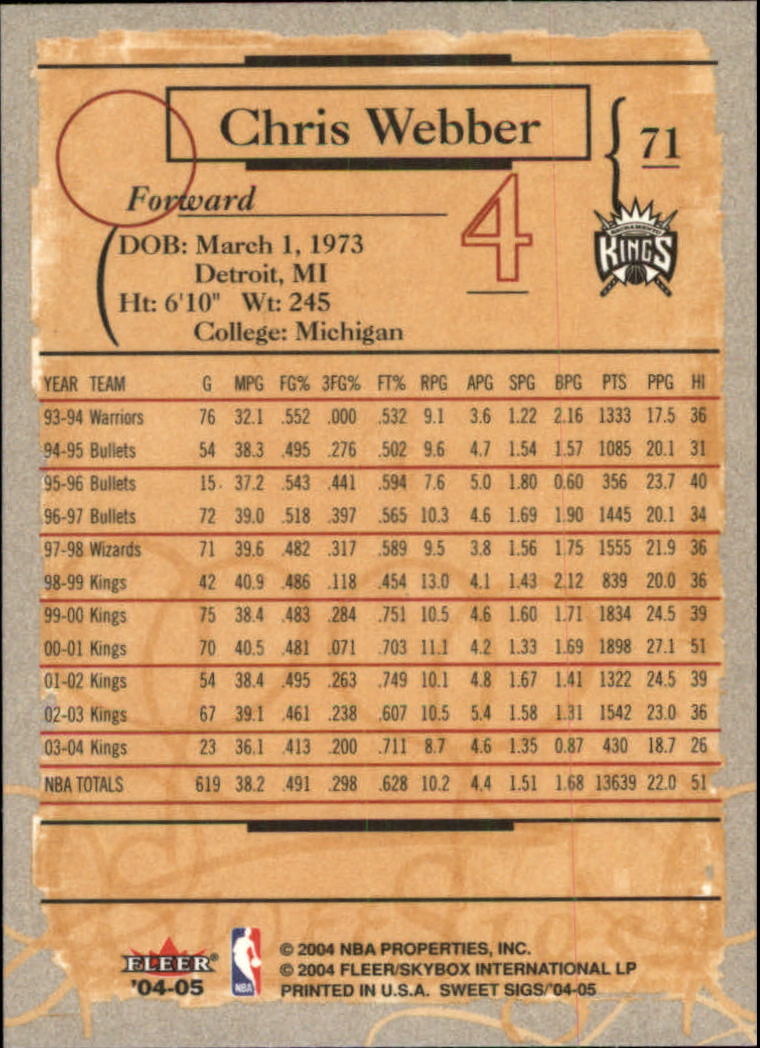 Chris Webber
71
Forward
4
DOB: March 1, 1973
Detroit, MI
Ht: 6'10" Wt: 245
College: Michigan
SACRAMENTO
KINGS
YEAR TEAM G MPG FG% 3FG% FT% RPG APG SPG BPG PTS PPG HI
93-94 Warriors 76 32.1 .552 .000 .532 9.1 3.6 1.22 2.16 1333 17.5 36
94-95 Bullets 54 38.3 .495 .276 .502 9.6 4.7 1.54 1.57 1085 20.1 31
95-96 Bullets 15 37.2 .543 .441 .594 7.6 5.0 1.80 0.60 356 23.7 40
96-97 Bullets 72 39.0 .518 .397 .565 10.3 4.6 1.69 1.90 1445 20.1 34
97-98 Wizards 71 39.6 .482 .317 .589 9.5 3.8 1.56 1.75 1555 21.9 36
98-99 Kings 42 40.9 .486 .118 .454 13.0 4.1 1.43 2.12 839 20.0 36
99-00 Kings 75 38.4 .483 .284 .751 10.5 4.6 1.60 1.71 1834 24.5 39
00-01 Kings 70 40.5 .481 .071 .703 11.1 4.2 1.33 1.69 1898 27.1 51
01-02 Kings 54 38.4 .495 .263 .749 10.1 4.8 1.67 1.41 1322 24.5 39
02-03 Kings 67 39.1 .461 .238 .607 10.5 5.4 1.58 1.31 1542 23.0 36
03-04 Kings 23 36.1 .413 .200 .711 8.7 4.6 1.35 0.87 430 18.7 26
NBA TOTALS 619 38.2 .491 .298 .628 10.2 4.4 1.51 1.68 13639 22.0 51
FLEER®
'04-05
NBA
© 2004 NBA PROPERTIES, INC.
© 2004 FLEER/SKYBOX INTERNATIONAL LP
PRINTED IN U.S.A. SWEET SIGS/'04-05